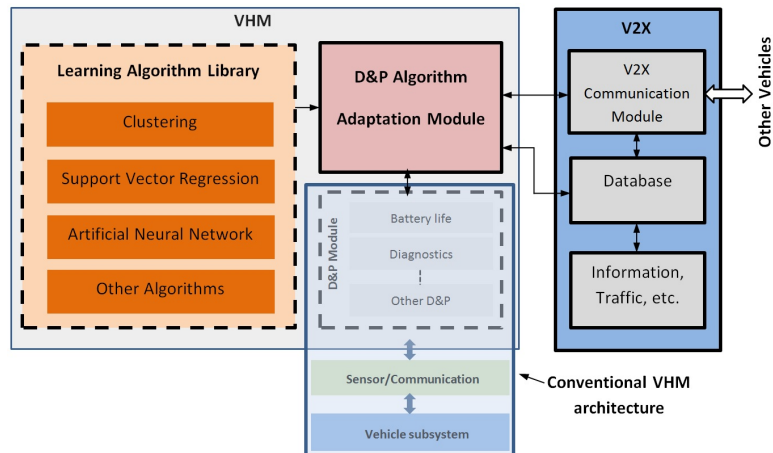 VHM
Learning Algorithm Library
Clustering
Support Vector Regression
Artificial Neural Network
Other Algorithms
D&P Algorithm
Adaptation Module
D&P Module
Battery life
Diagnostics
Other D&P
Sensor/Communication
Vehicle subsystem
Conventional VHM
architecture
V2X
V2X
Communication
Module
Database
Information,
Traffic, etc.
Other Vehicles